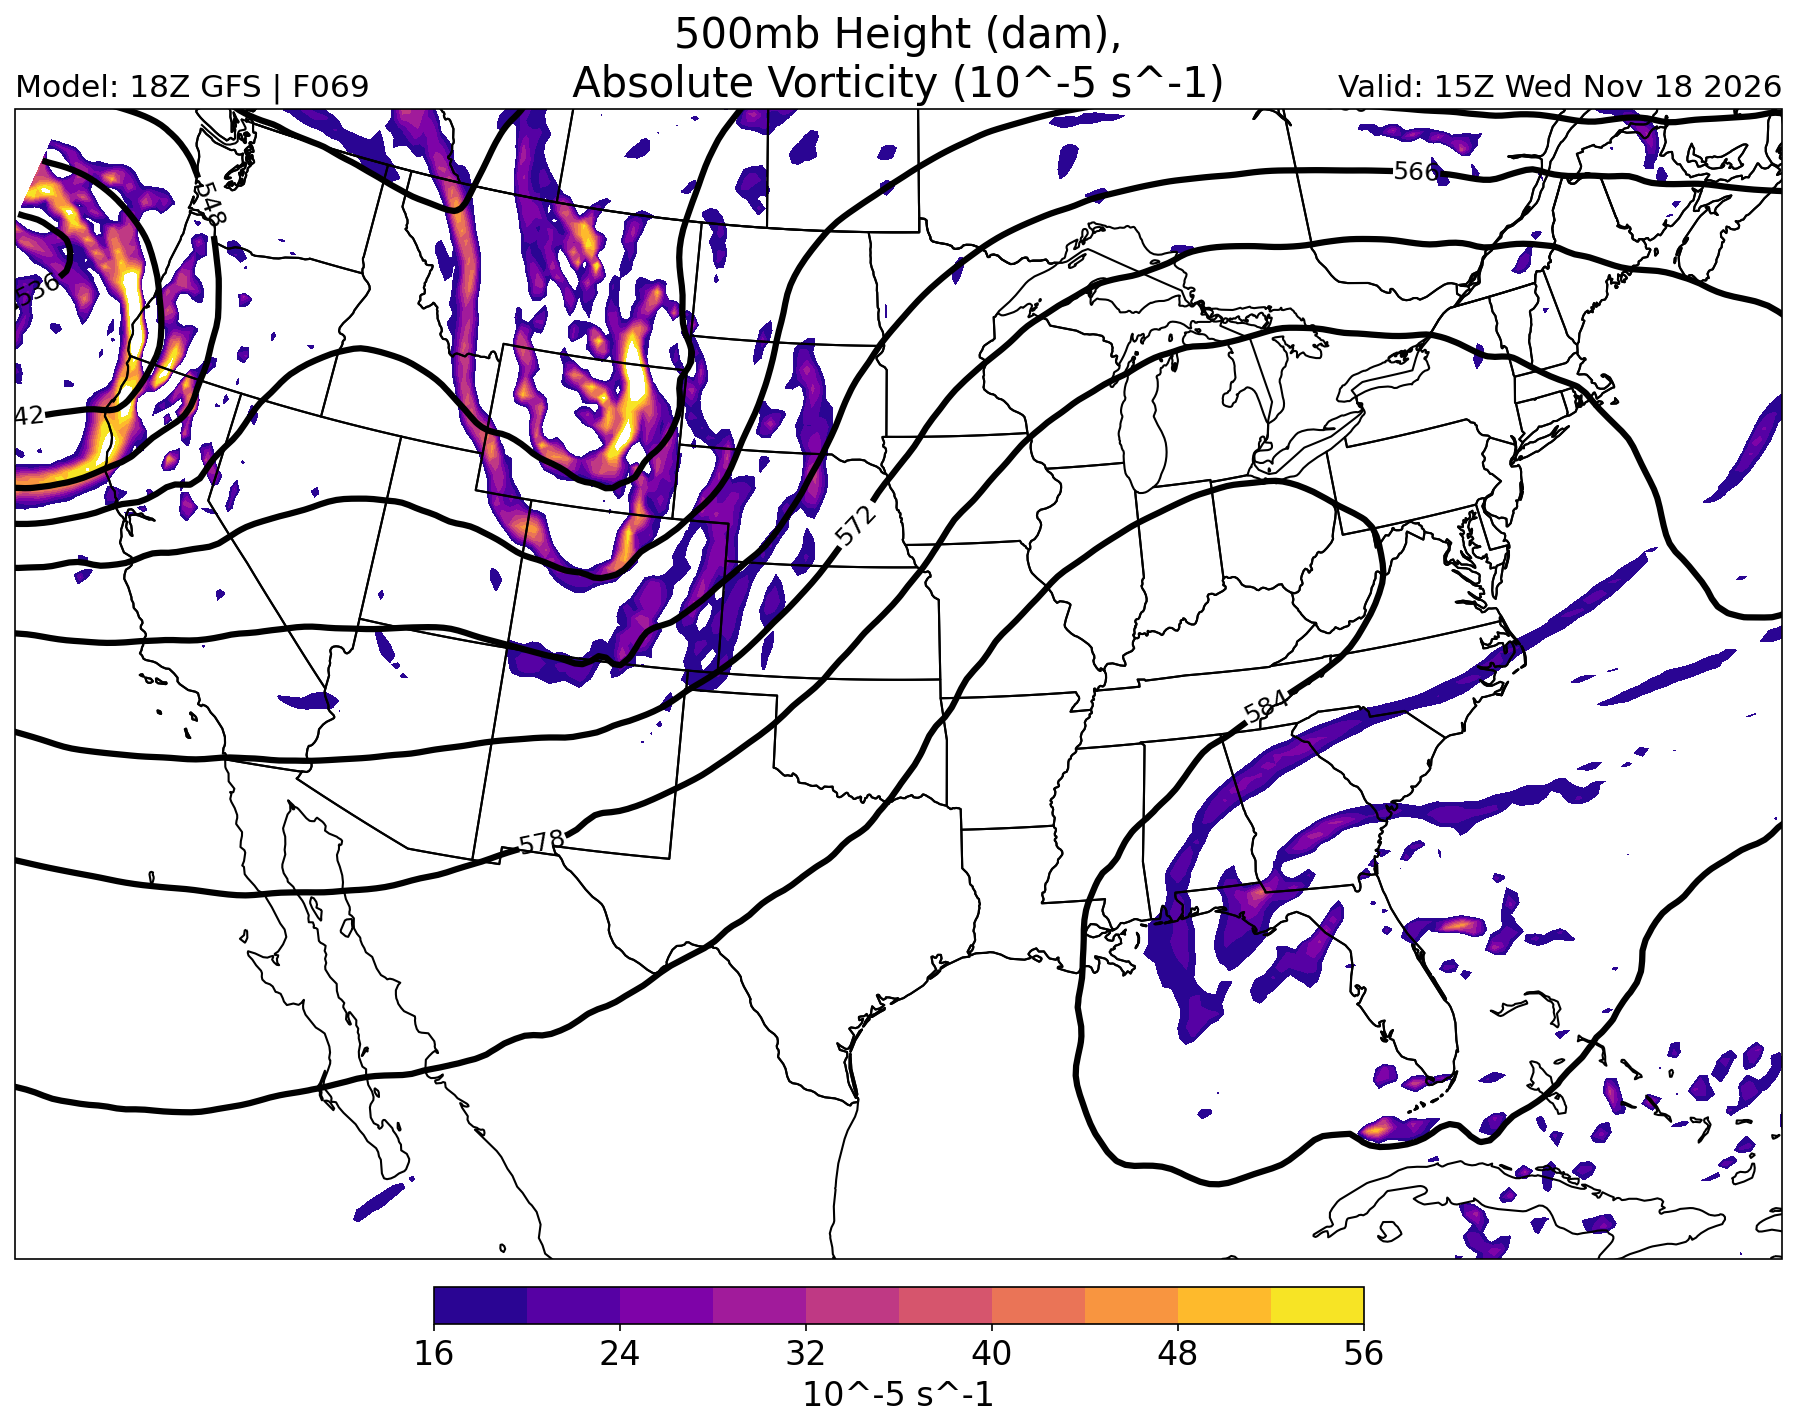 500mb Height (dam),
Model: 18Z GFS | F069
Absolute Vorticity (10^-5 s^-1)
Valid: 15Z Wed Nov 18 2026
566
548
536
542
572
584
578
16 24 32 40 48 56
10^-5 s^-1